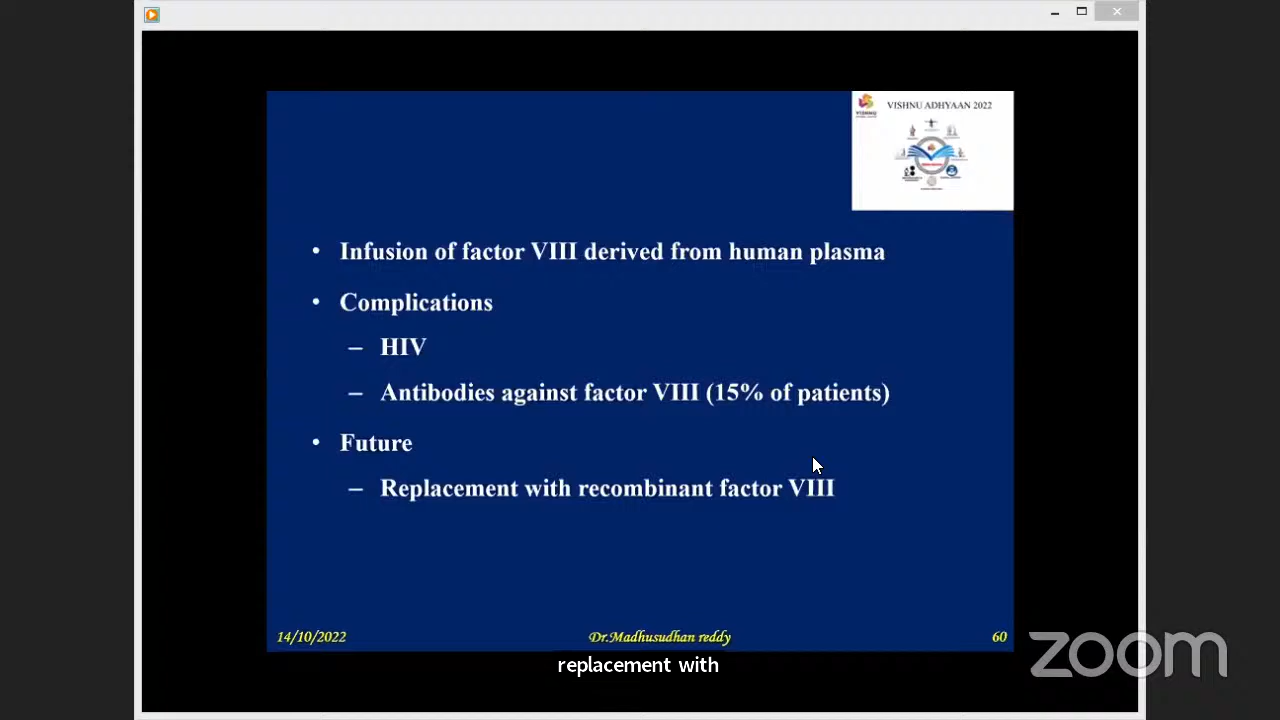 VISHNU ADHYAAN 2022
VISHNU
• Infusion of factor VIII derived from human plasma
• Complications
– HIV
– Antibodies against factor VIII (15% of patients)
• Future
– Replacement with recombinant factor VIII
14/10/2022 Dr.Madhusudhan reddy 60
replacement with
zoom